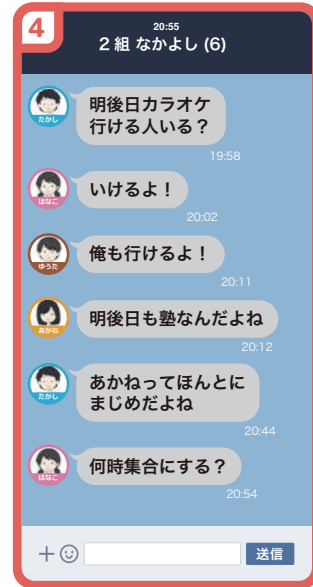 4
20:55
2組 なかよし (6)
明後日カラオケ
行ける人いる？
たかし
19:58
いけるよ！
はなこ
20:02
俺も行けるよ！
ゆうた
20:11
明後日も塾なんだよね
あかね
20:12
あかねってほんとに
まじめだよね
たかし
20:44
何時集合にする？
はなこ
20:54
送信